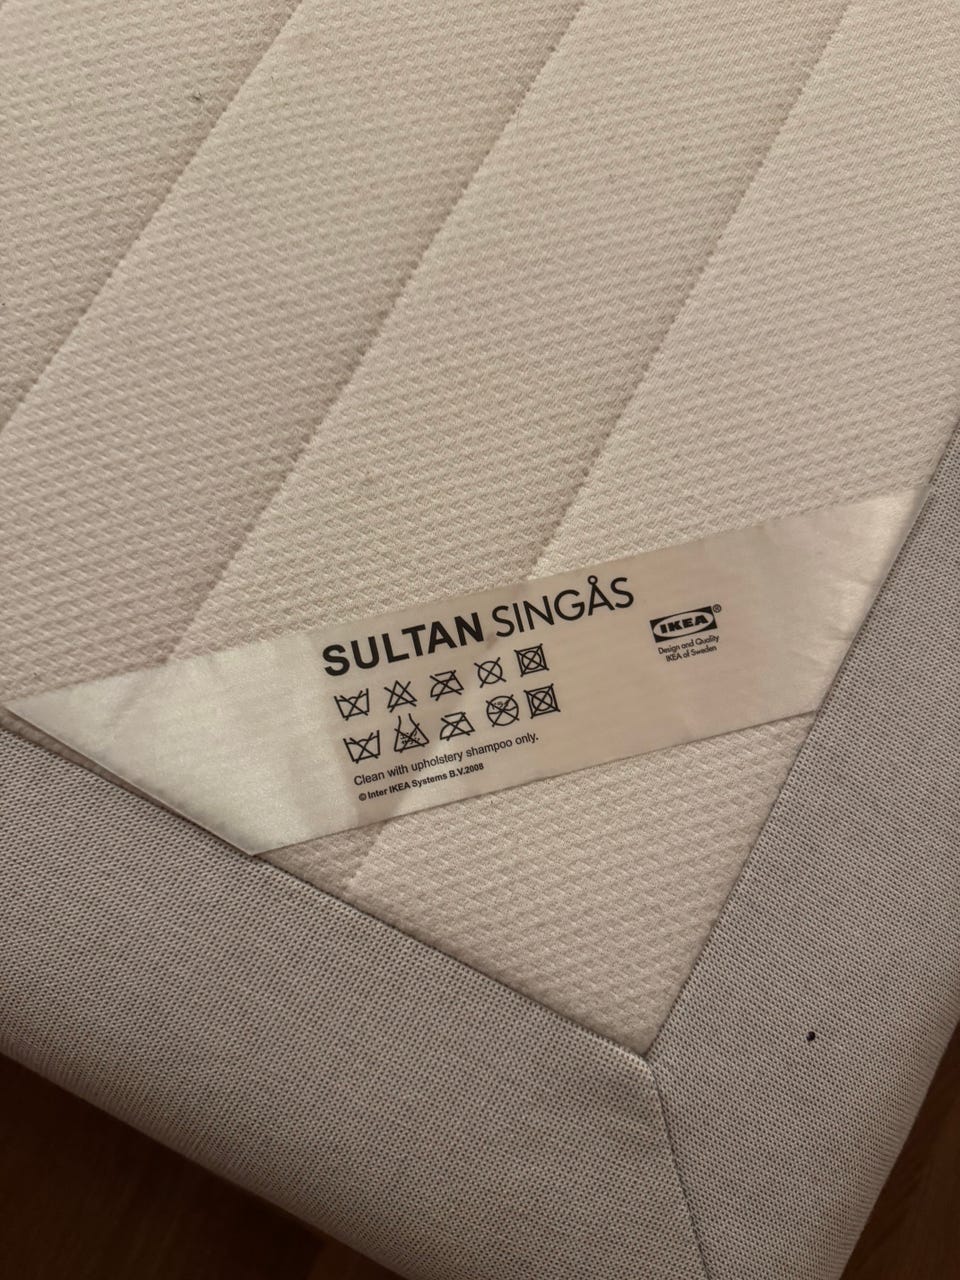 SULTAN SINGÅS
IKEA®
Design and Quality
IKEA of Sweden
Clean with upholstery shampoo only.
© Inter IKEA Systems B.V.2008